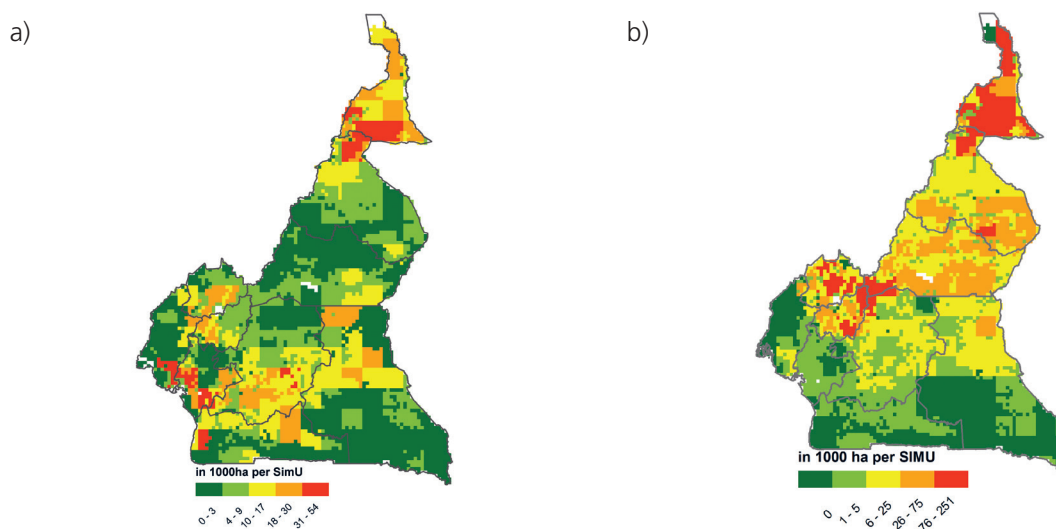 a)
b)
in 1000ha per SimU
0 - 3 4 - 9 10 - 17 18 - 30 31 - 54
in 1000 ha per SIMU
0 1 - 5 6 - 25 26 - 75 76 - 251